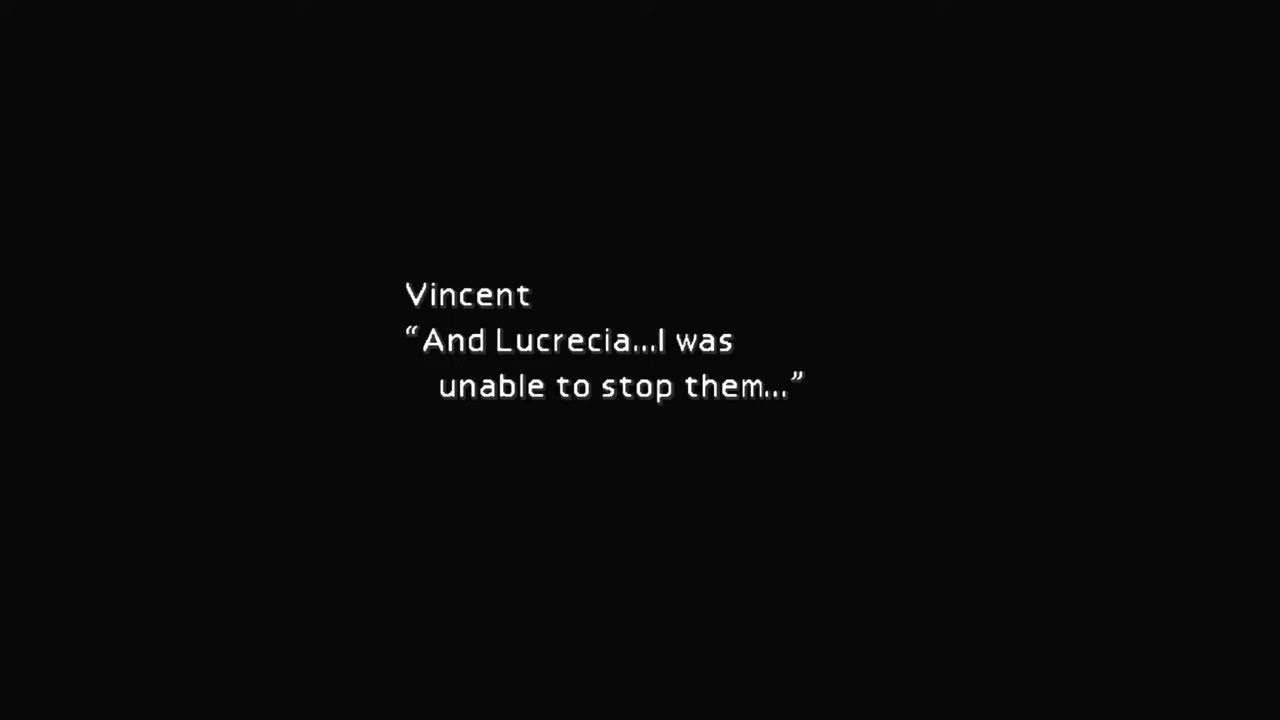 Vincent
“And Lucrecia...I was
unable to stop them...”